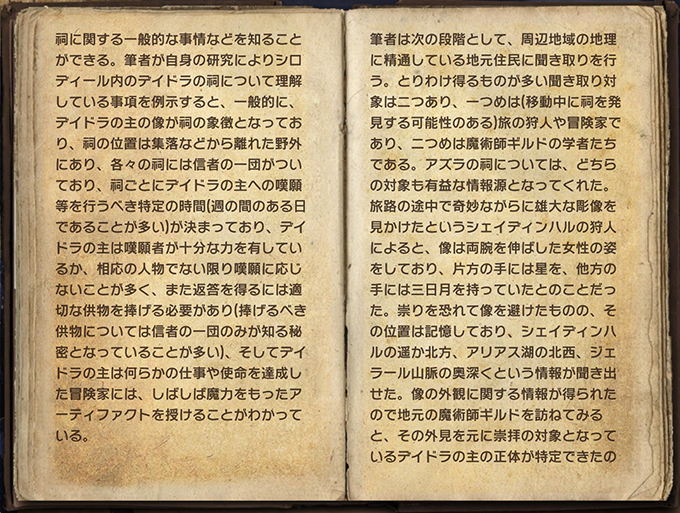 祠に関する一般的な事情などを知ること
ができる。筆者が自身の研究によりシロ
ディール内のデイドラの祠について理解
している事項を例示すると、一般的に、
デイドラの主の像が祠の象徴となってお
り、祠の位置は集落などから離れた野外
にあり、各々の祠には信者の一団がつい
ており、祠ごとにデイドラの主への嘆願
等を行うべき特定の時間(週の間のある日
であることが多い)が決まっており、デイ
ドラの主は嘆願者が十分な力を有してい
るか、相応の人物でない限り嘆願に応じ
ないことが多く、また返答を得るには適
切な供物を捧げる必要があり(捧げるべき
供物については信者の一団のみが知る秘
密となっていることが多い)、そしてデイ
ドラの主は何らかの仕事や使命を達成し
た冒険家には、しばしば魔力をもったア
ーティファクトを授けることがわかって
いる。
筆者は次の段階として、周辺地域の地理
に精通している地元住民に聞き取りを行
う。とりわけ得るものが多い聞き取り対
象は二つあり、一つめは(移動中に祠を発
見する可能性のある)旅の狩人や冒険家で
あり、二つめは魔術師ギルドの学者たち
である。アズラの祠については、どちら
の対象も有益な情報源となってくれた。
旅路の途中で奇妙ながらに雄大な彫像を
見かけたというシェイディンハルの狩人
によると、像は両腕を伸ばした女性の姿
をしており、片方の手には星を、他方の
手には三日月を持っていたとのことだっ
た。祟りを恐れて像を避けたものの、そ
の位置は記憶しており、シェイディンハ
ルの遥か北方、アリアス湖の北西、ジェ
ラール山脈の奥深くという情報が聞き出
せた。像の外観に関する情報が得られた
ので地元の魔術師ギルドを訪ねてみる
と、その外見を元に崇拝の対象となって
いるデイドラの主の正体が特定できたの